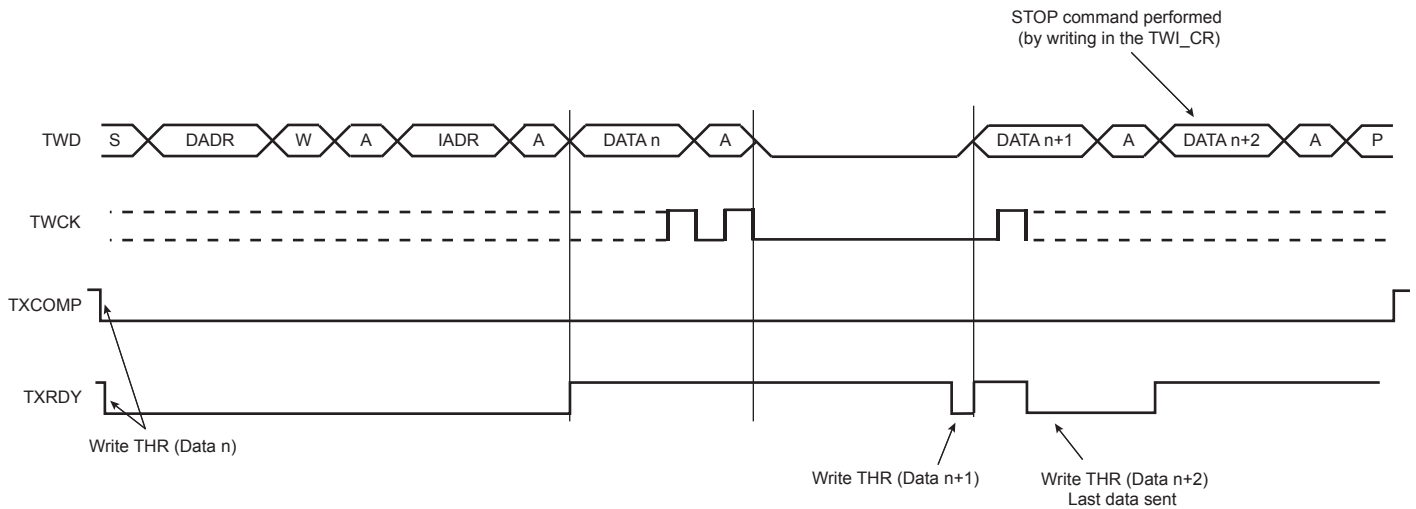 STOP command performed
(by writing in the TWI_CR)
TWD S DADR W A IADR A DATA n A DATA n+1 A DATA n+2 A P
TWCK
TXCOMP
TXRDY
Write THR (Data n)
Write THR (Data n+1)
Write THR (Data n+2)
Last data sent